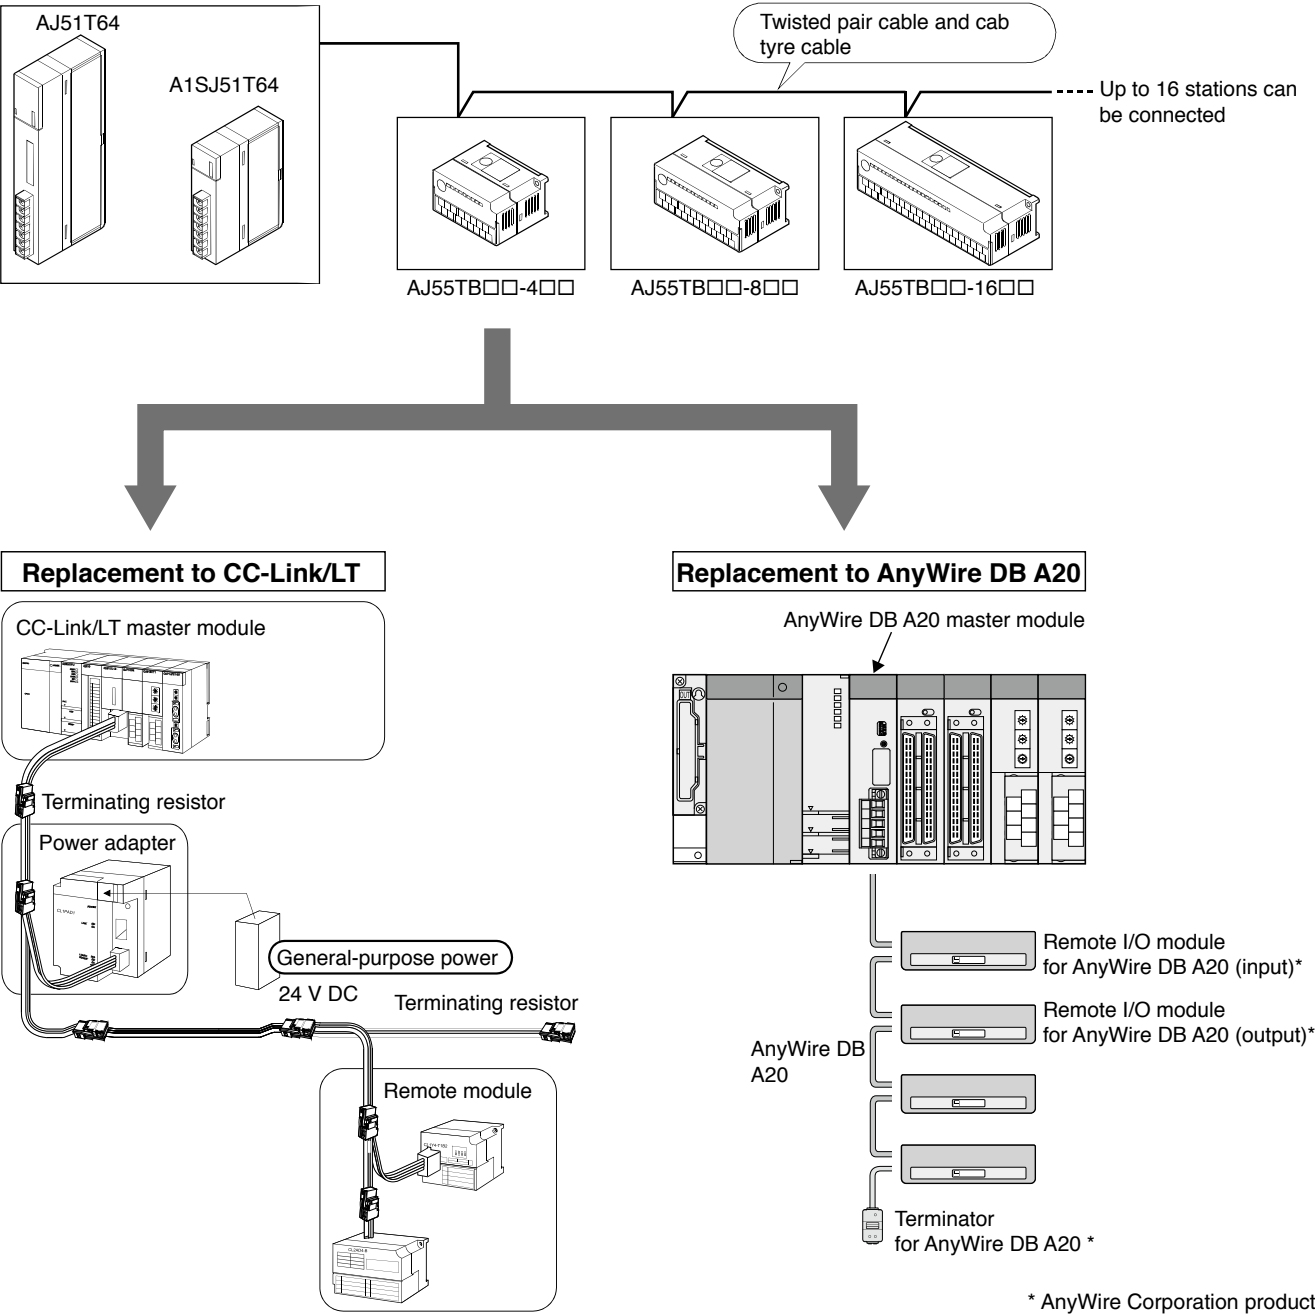 AJ51T64
A1SJ51T64
Twisted pair cable and cab
tyre cable
Up to 16 stations can
be connected
AJ55TB□□-4□□
AJ55TB□□-8□□
AJ55TB□□-16□□
Replacement to CC-Link/LT
CC-Link/LT master module
Terminating resistor
Power adapter
CL1PAD1
General-purpose power
24 V DC
Terminating resistor
Remote module
Replacement to AnyWire DB A20
AnyWire DB A20 master module
OUT
Remote I/O module
for AnyWire DB A20 (input)*
Remote I/O module
for AnyWire DB A20 (output)*
AnyWire DB
A20
Terminator
for AnyWire DB A20 *
* AnyWire Corporation product